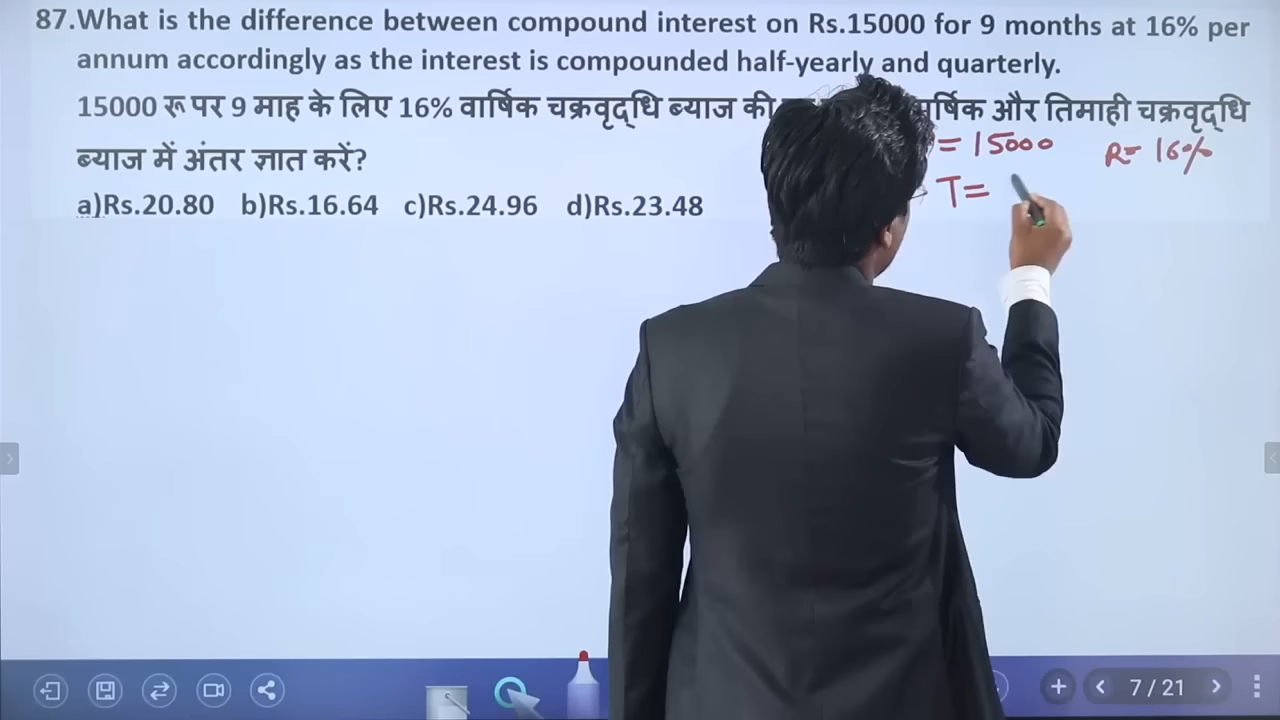 87.What is the difference between compound interest on Rs.15000 for 9 months at 16% per
annum accordingly as the interest is compounded half-yearly and quarterly.
15000 रू पर 9 माह के लिए 16% वार्षिक चक्रवृद्धि ब्याज की और तिमाही चक्रवृद्धि
ब्याज में अंतर ज्ञात करें?
= 15000 R= 16%
T=
a)Rs.20.80 b)Rs.16.64 c)Rs.24.96 d)Rs.23.48
7 / 21